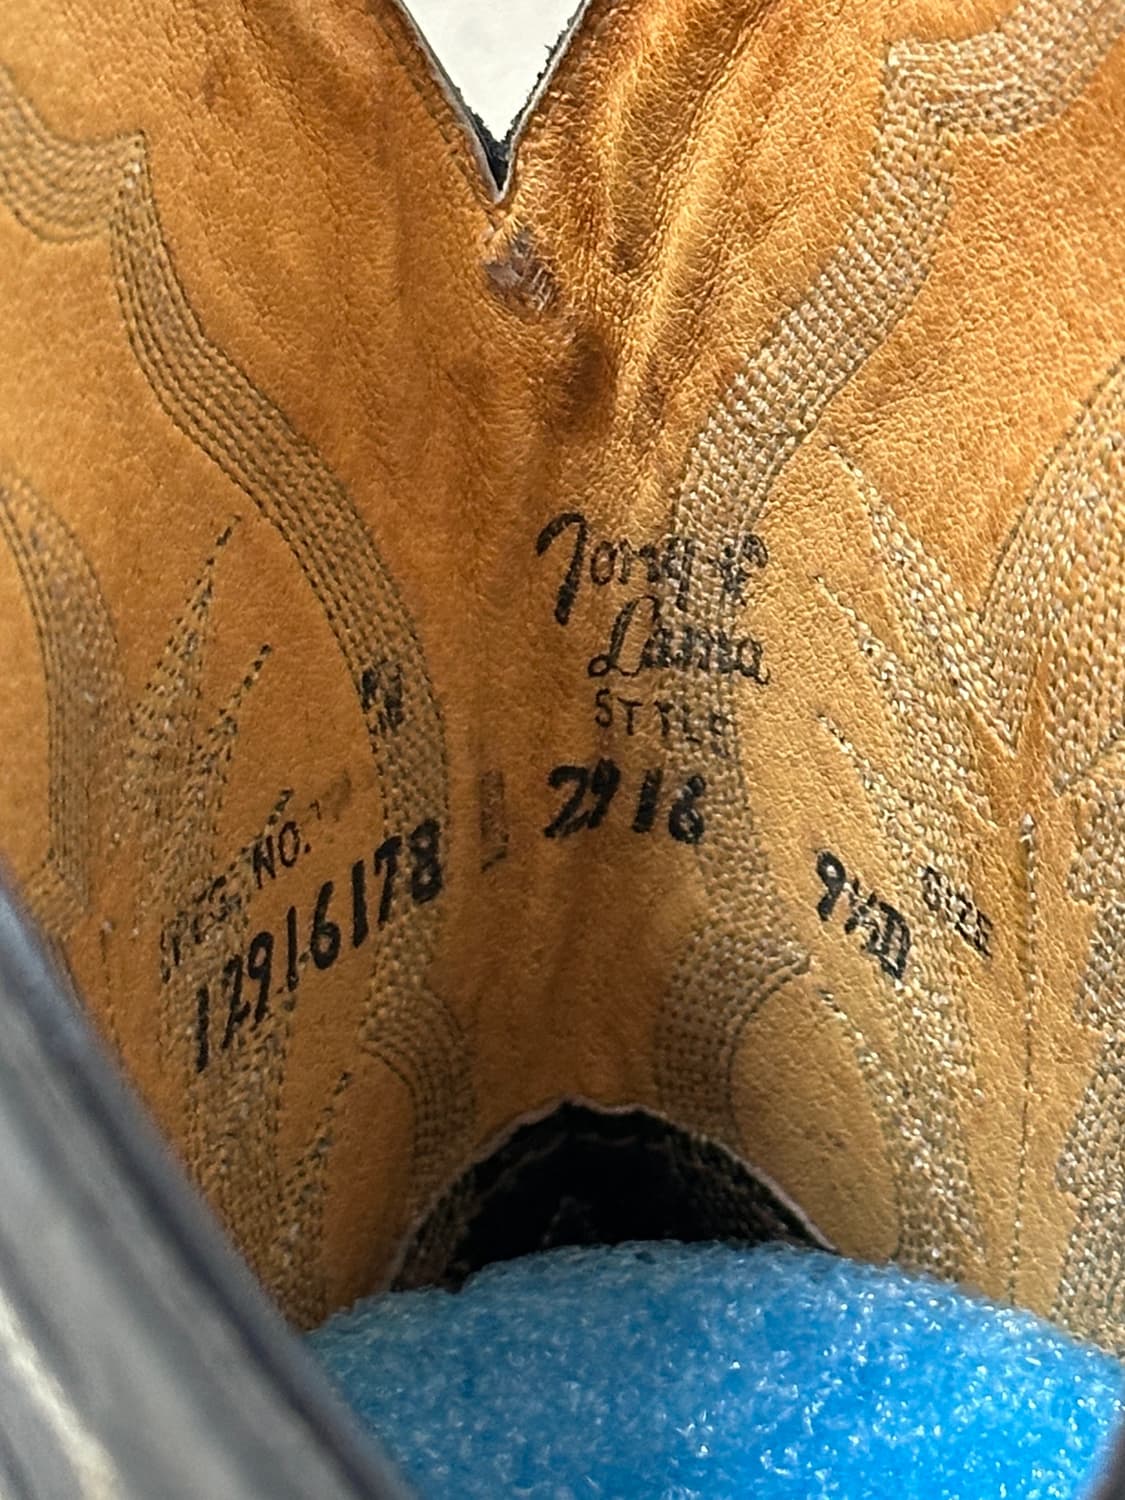 Tony
Lama
STYLE
2916
REG. NO.
12916178
9½D
SIZE